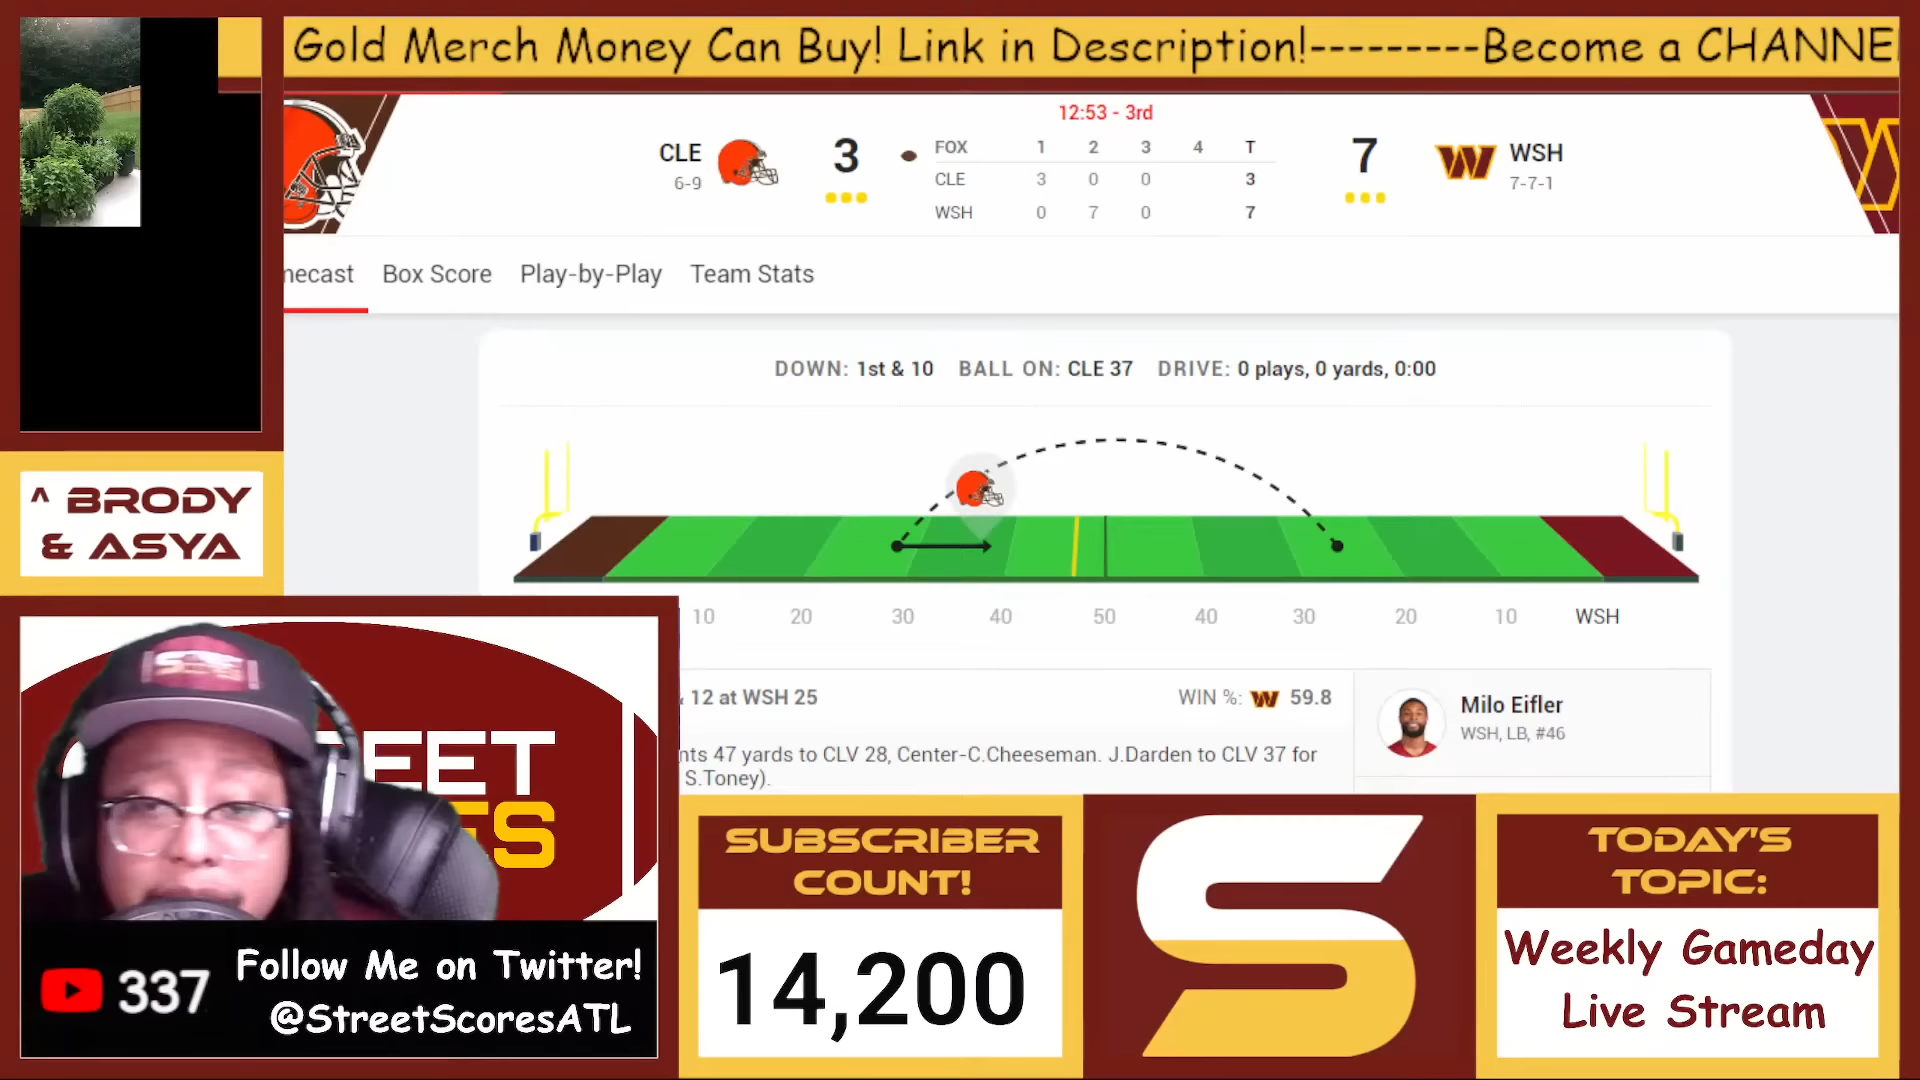 Gold Merch Money Can Buy! Link in Description!---------Become a CHANNE
12:53 - 3rd
CLE
6-9
3
FOX 1 2 3 4 T
CLE 3 0 0 3
WSH 0 7 0 7
7
WSH
7-7-1
necast Box Score Play-by-Play Team Stats
DOWN: 1st & 10 BALL ON: CLE 37 DRIVE: 0 plays, 0 yards, 0:00
10 20 30 40 50 40 30 20 10 WSH
^ BRODY
& ASYA
& 12 at WSH 25
WIN %: W 59.8
Milo Eifler
WSH, LB, #46
nts 47 yards to CLV 28, Center-C.Cheeseman. J.Darden to CLV 37 for
S.Toney).
EET
ES
337
Follow Me on Twitter!
@StreetScoresATL
SUBSCRIBER
COUNT!
14,200
S
TODAY'S
TOPIC:
Weekly Gameday
Live Stream